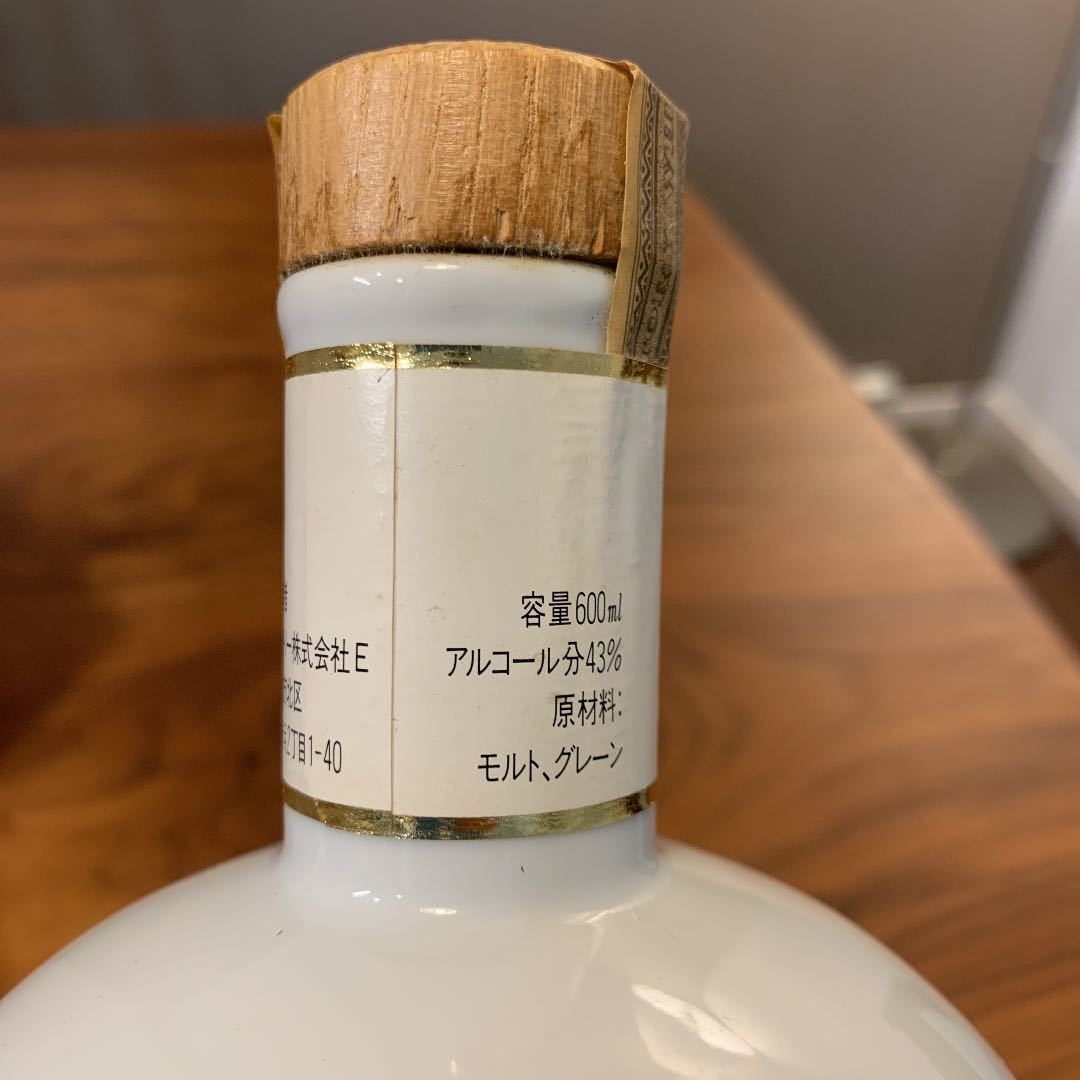 ー株式会社E
北区
2丁目1-40
容量600ml
アルコール分43%
原材料:
モルト、グレーン